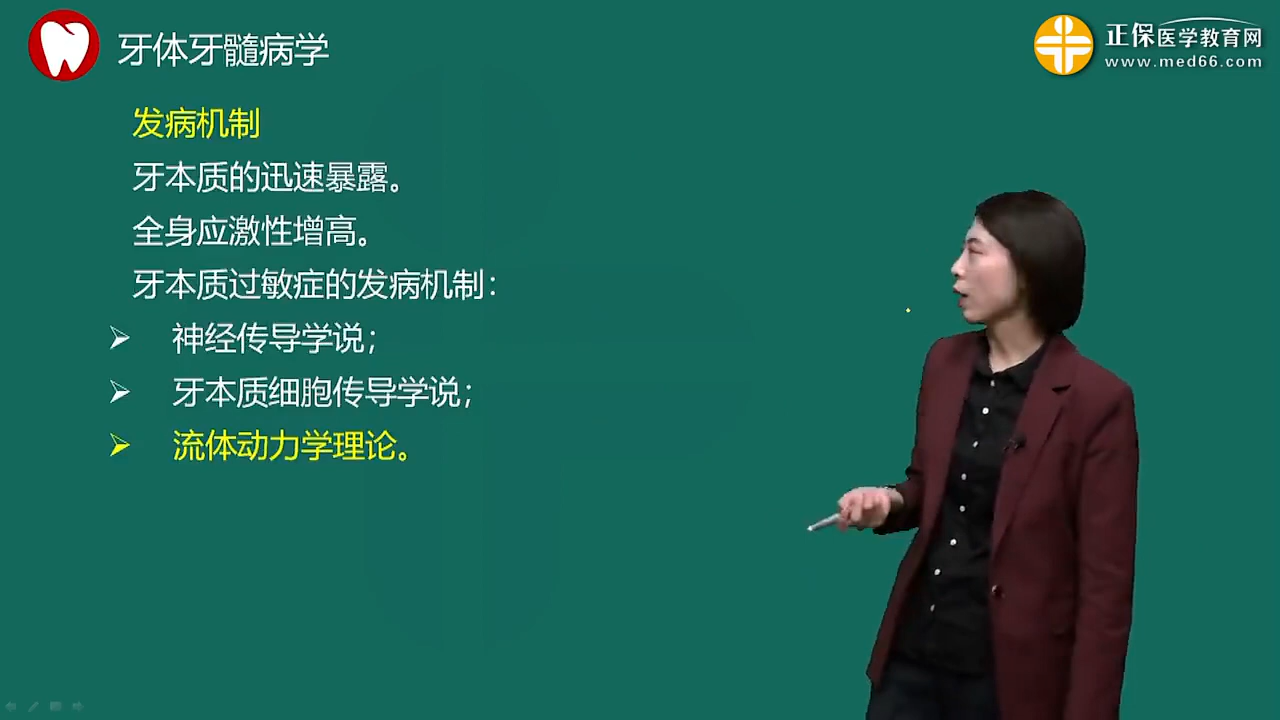 牙体牙髓病学
正保医学教育网
www.med66.com
发病机制
牙本质的迅速暴露。
全身应激性增高。
牙本质过敏症的发病机制：
神经传导学说；
牙本质细胞传导学说；
流体动力学理论。